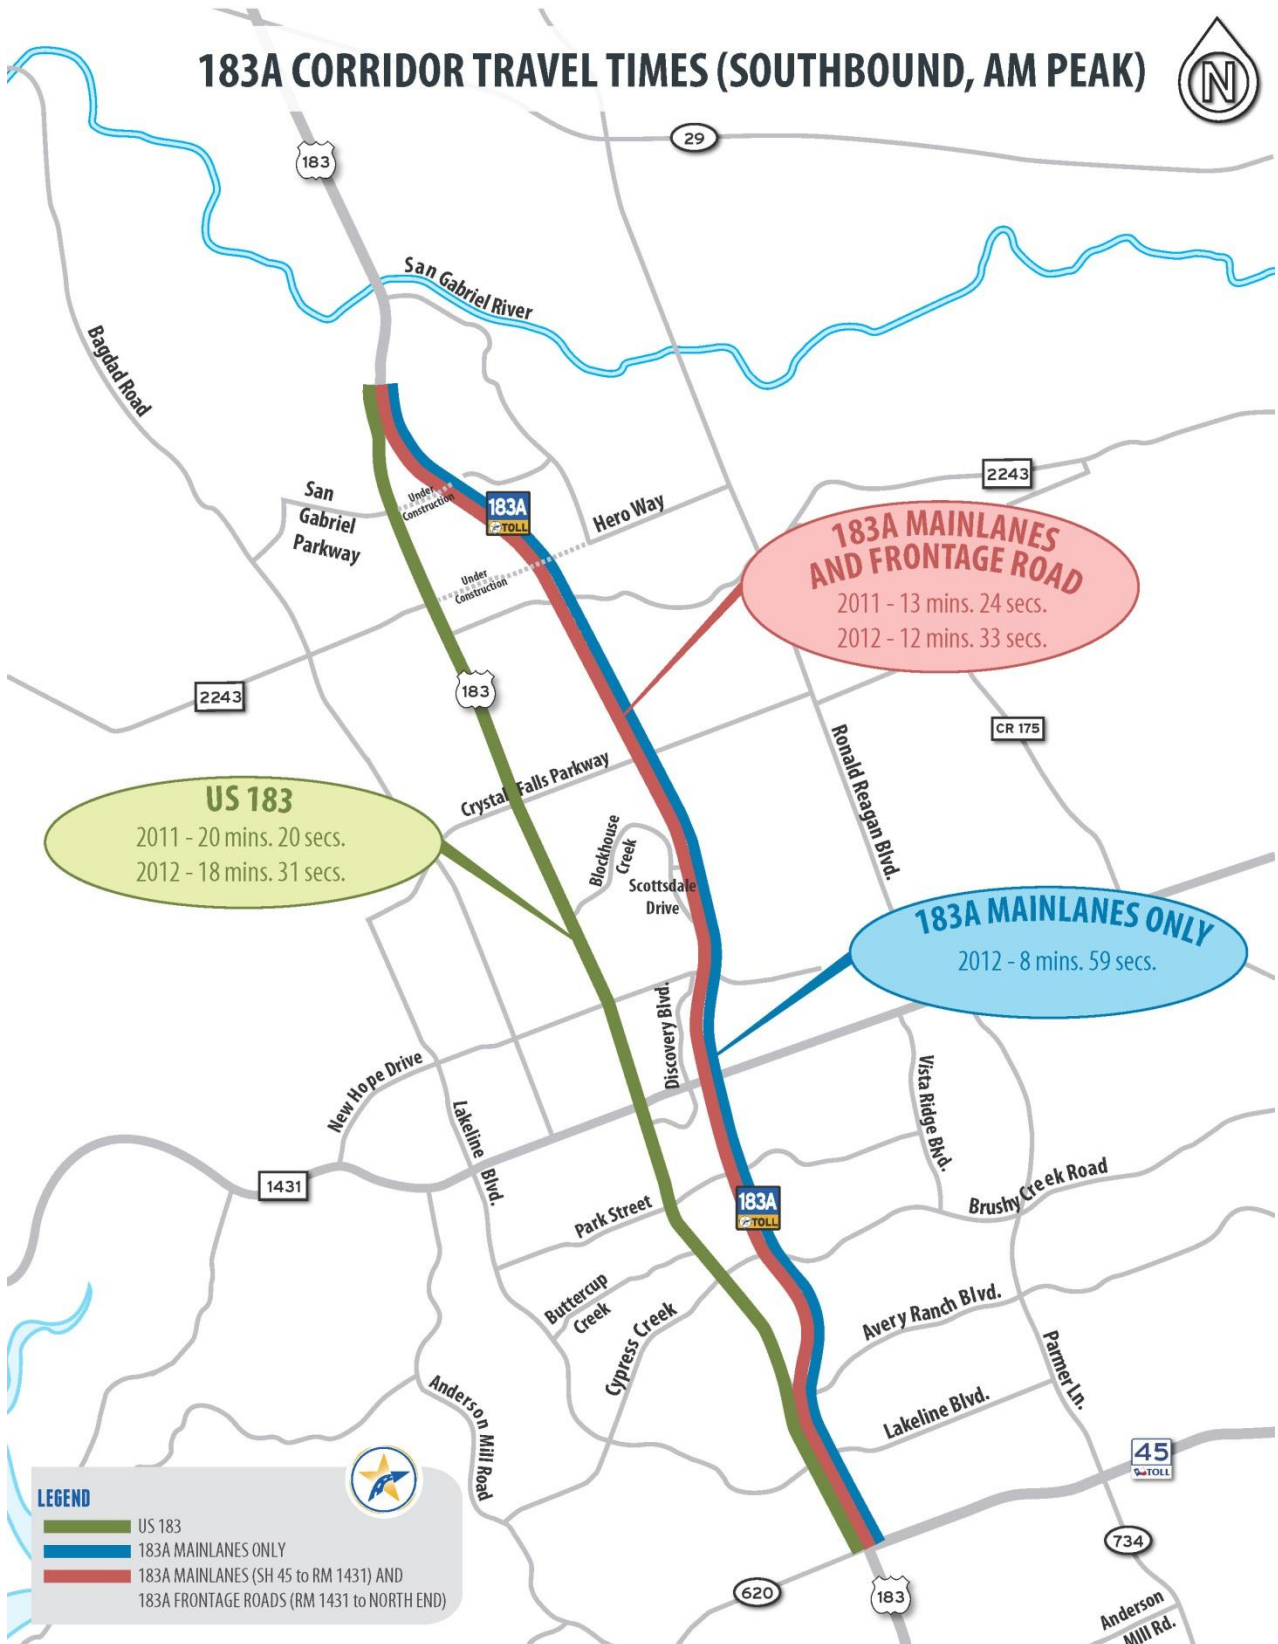 183A CORRIDOR TRAVEL TIMES (SOUTHBOUND, AM PEAK)
N
29
183
San Gabriel River
Bagdad Road
2243
San
Gabriel
Parkway
Under
Construction
183A
TOLL
Hero Way
183A MAINLANES
AND FRONTAGE ROAD
2011 - 13 mins. 24 secs.
2012 - 12 mins. 33 secs.
Under
Construction
2243
183
CR 175
Ronald Reagan Blvd.
Crystal Falls Parkway
US 183
2011 - 20 mins. 20 secs.
2012 - 18 mins. 31 secs.
Blockhouse
Creek
Scottsdale
Drive
183A MAINLANES ONLY
2012 - 8 mins. 59 secs.
Discovery Blvd.
New Hope Drive
Lakeline Blvd.
Vista Ridge Blvd.
1431
Brushy Creek Road
183A
TOLL
Park Street
Buttercup
Creek
Cypress Creek
Avery Ranch Blvd.
Parmer Ln.
Anderson Mill Road
Lakeline Blvd.
45
TOLL
LEGEND
US 183
183A MAINLANES ONLY
183A MAINLANES (SH 45 to RM 1431) AND
183A FRONTAGE ROADS (RM 1431 to NORTH END)
734
620
183
Anderson
Mill Rd.